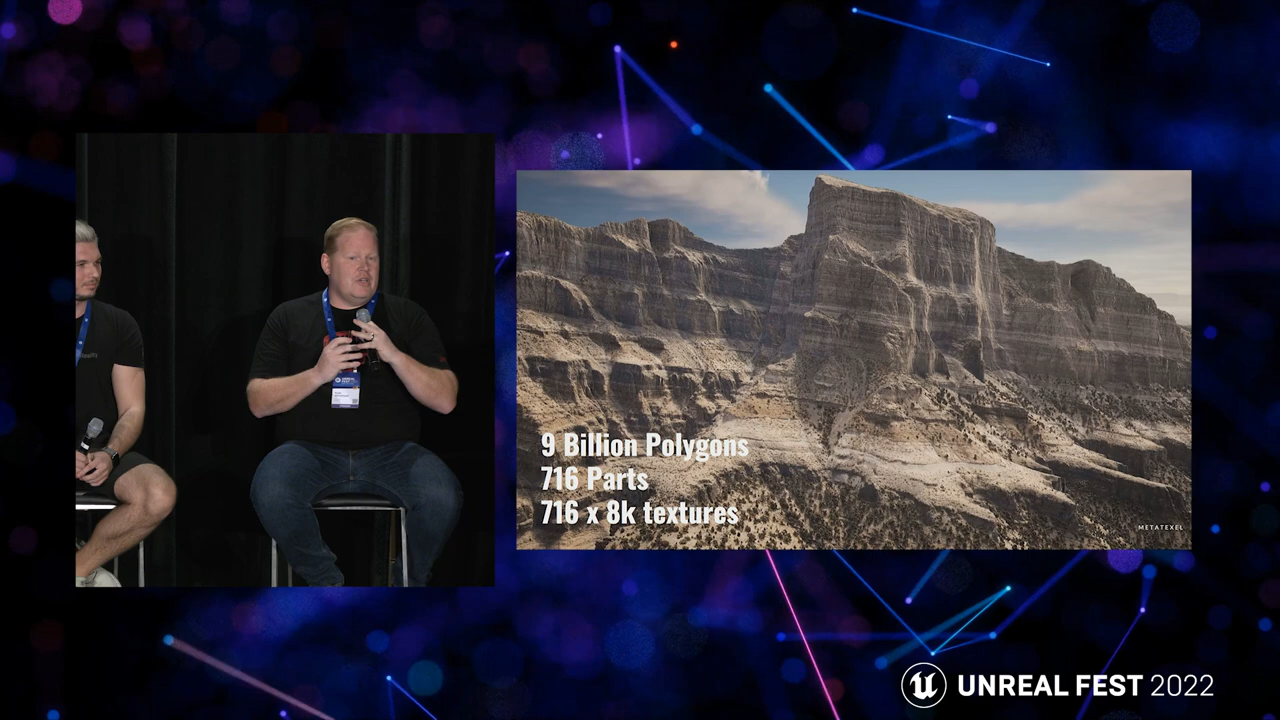 9 Billion Polygons
716 Parts
716 x 8k textures
METATEXEL
UNREAL FEST 2022